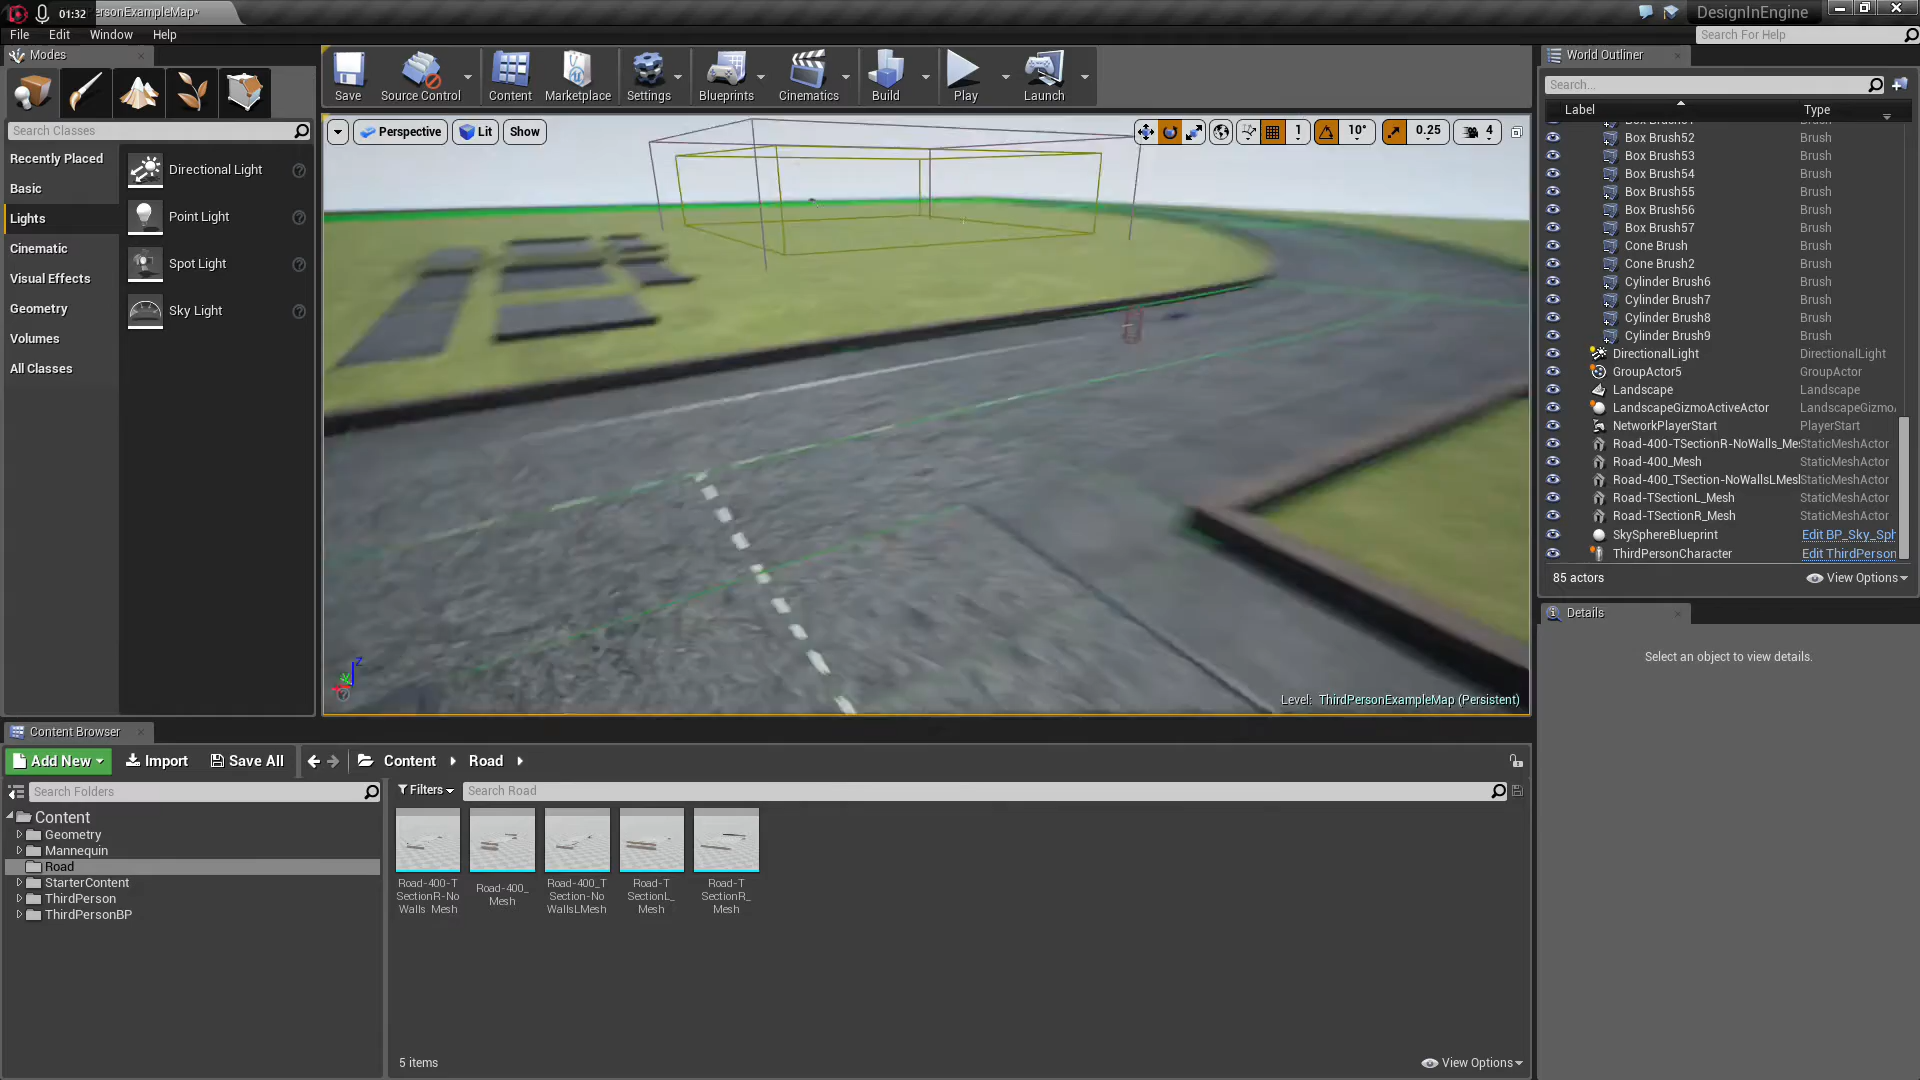 01:32
ersonExampleMap*
DesignInEngine
File Edit Window Help
Search For Help
Modes
Save
Source Control
Content
Marketplace
Settings
Blueprints
Cinematics
Build
Play
Launch
World Outliner
Search...
Label Type
Search Classes
Recently Placed
Basic
Lights
Cinematic
Visual Effects
Geometry
Volumes
All Classes
Directional Light
Point Light
Spot Light
Sky Light
Perspective
Lit
Show
1
10°
0.25
4
Box Brush52 Brush
Box Brush53 Brush
Box Brush54 Brush
Box Brush55 Brush
Box Brush56 Brush
Box Brush57 Brush
Cone Brush Brush
Cone Brush2 Brush
Cylinder Brush6 Brush
Cylinder Brush7 Brush
Cylinder Brush8 Brush
Cylinder Brush9 Brush
DirectionalLight DirectionalLight
GroupActor5 GroupActor
Landscape Landscape
LandscapeGizmoActiveActor LandscapeGizmo
NetworkPlayerStart PlayerStart
Road-400-TSectionR-NoWalls_Me StaticMeshActor
Road-400_Mesh StaticMeshActor
Road-400_TSection-NoWallsLMesh StaticMeshActor
Road-TSectionL_Mesh StaticMeshActor
Road-TSectionR_Mesh StaticMeshActor
SkySphereBlueprint Edit BP_Sky_Sph
ThirdPersonCharacter Edit ThirdPerson
85 actors
View Options
Details
Select an object to view details.
Z
Level: ThirdPersonExampleMap (Persistent)
Content Browser
Add New
Import
Save All
Content
Road
Search Folders
Filters
Search Road
Content
Geometry
Mannequin
Road
StarterContent
ThirdPerson
ThirdPersonBP
Road-400-T
SectionR-No
Walls_Mesh
Road-400_
Mesh
Road-400_T
Section-No
WallsLMesh
Road-T
SectionL_
Mesh
Road-T
SectionR_
Mesh
5 items
View Options